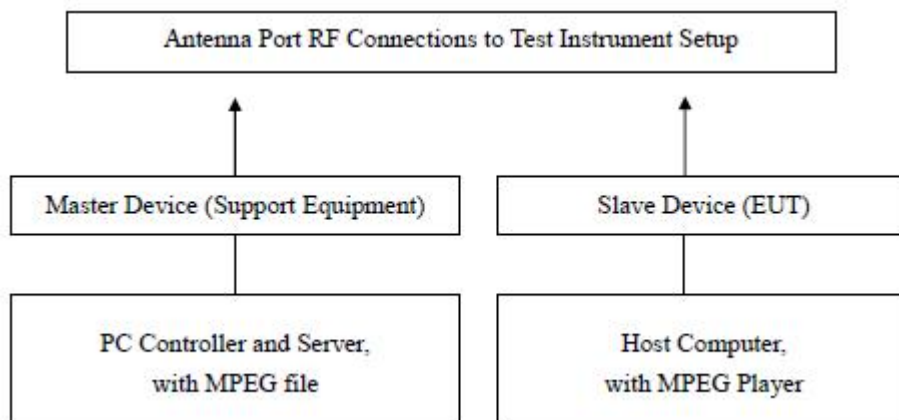 Antenna Port RF Connections to Test Instrument Setup
Master Device (Support Equipment)
Slave Device (EUT)
PC Controller and Server,
with MPEG file
Host Computer,
with MPEG Player